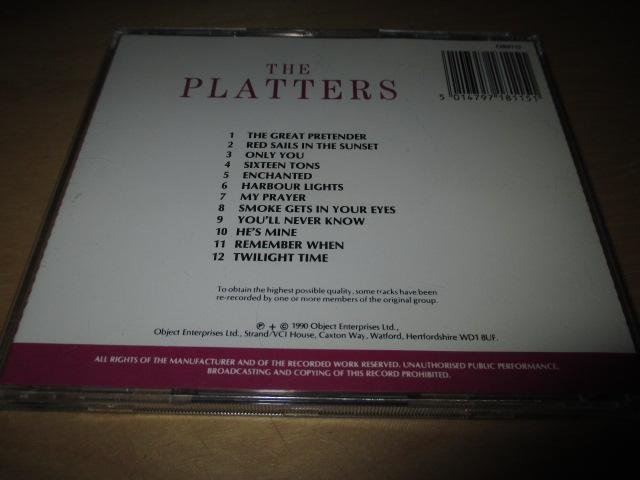 THE
PLATTERS
5 014797 181151
1 THE GREAT PRETENDER
2 RED SAILS IN THE SUNSET
3 ONLY YOU
4 SIXTEEN TONS
5 ENCHANTED
6 HARBOUR LIGHTS
7 MY PRAYER
8 SMOKE GETS IN YOUR EYES
9 YOU'LL NEVER KNOW
10 HE'S MINE
11 REMEMBER WHEN
12 TWILIGHT TIME
To obtain the highest possible quality, some tracks have been
re-recorded by one or more members of the original group.
℗ + © 1990 Object Enterprises Ltd.,
Object Enterprises Ltd., Strand/VCI House, Caxton Way, Watford, Hertfordshire WD1 8UF.
ALL RIGHTS OF THE MANUFACTURER AND OF THE RECORDED WORK RESERVED. UNAUTHORISED PUBLIC PERFORMANCE,
BROADCASTING AND COPYING OF THIS RECORD PROHIBITED.